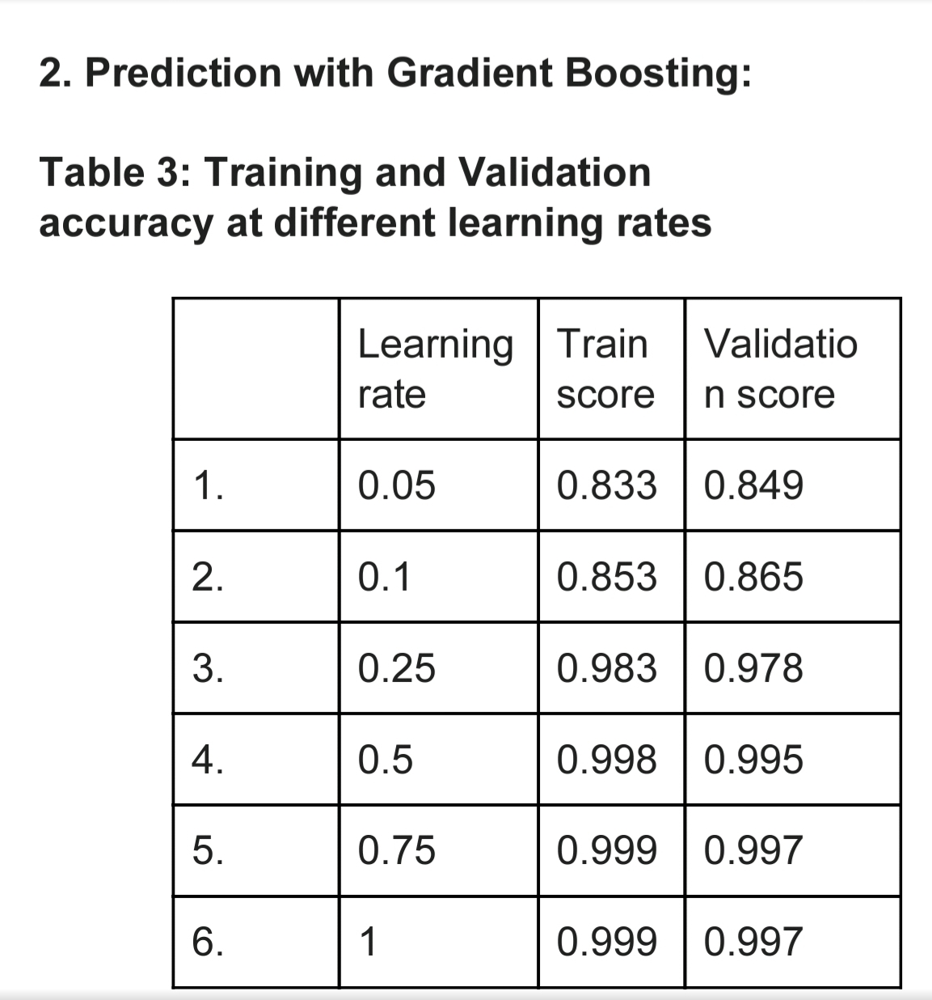 2. Prediction with Gradient Boosting:
Table 3: Training and Validation
accuracy at different learning rates
Learning rate Train score Validatio
n score
1. 0.05 0.833 0.849
2. 0.1 0.853 0.865
3. 0.25 0.983 0.978
4. 0.5 0.998 0.995
5. 0.75 0.999 0.997
6. 1 0.999 0.997